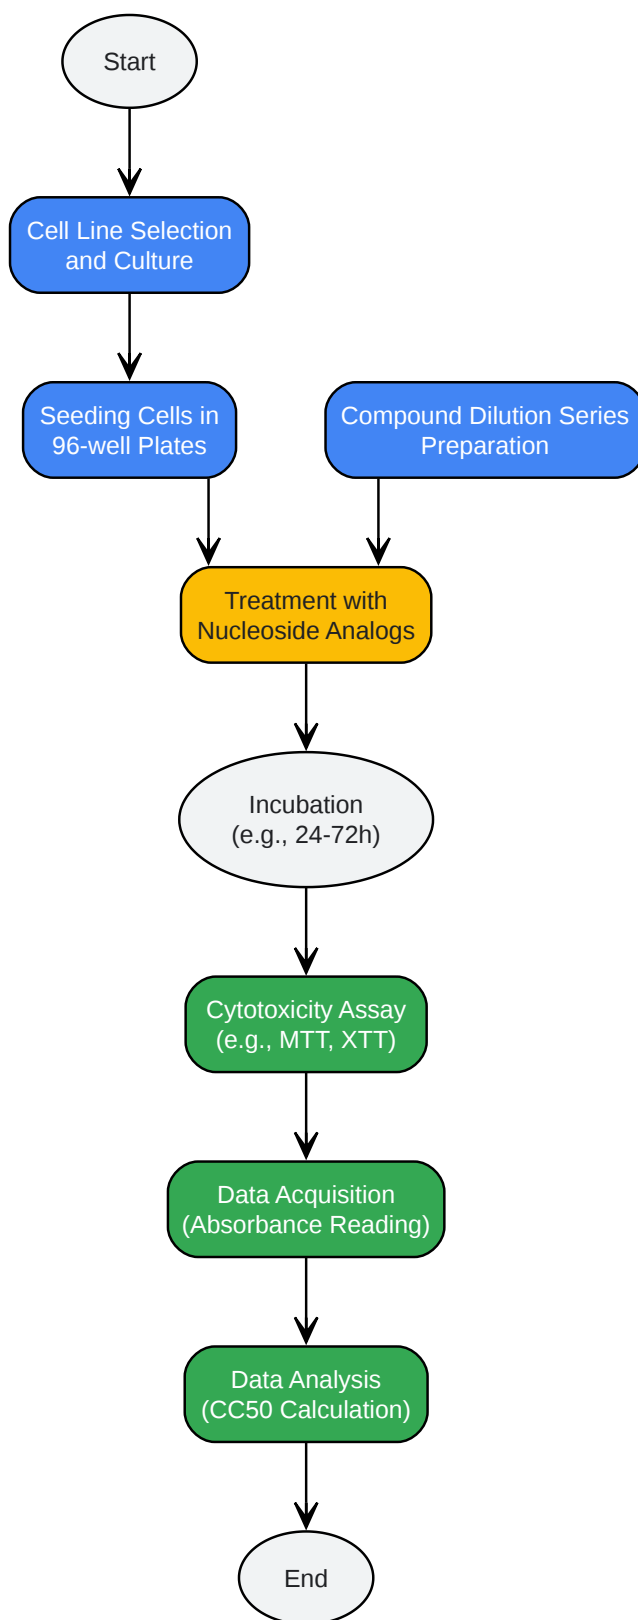 Start
Cell Line Selection
and Culture
Seeding Cells in
96-well Plates
Compound Dilution Series
Preparation
Treatment with
Nucleoside Analogs
Incubation
(e.g., 24-72h)
Cytotoxicity Assay
(e.g., MTT, XTT)
Data Acquisition
(Absorbance Reading)
Data Analysis
(CC50 Calculation)
End